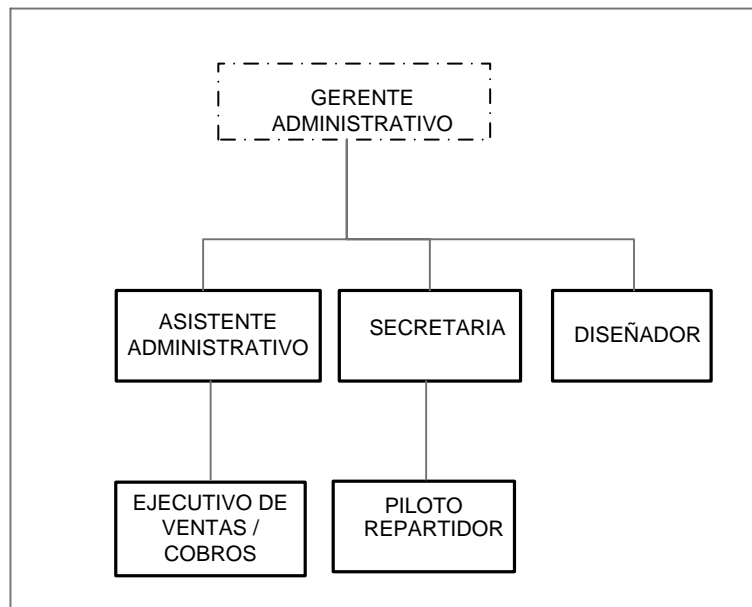 GERENTE
ADMINISTRATIVO
ASISTENTE
ADMINISTRATIVO
SECRETARIA
DISEÑADOR
EJECUTIVO DE
VENTAS /
COBROS
PILOTO
REPARTIDOR